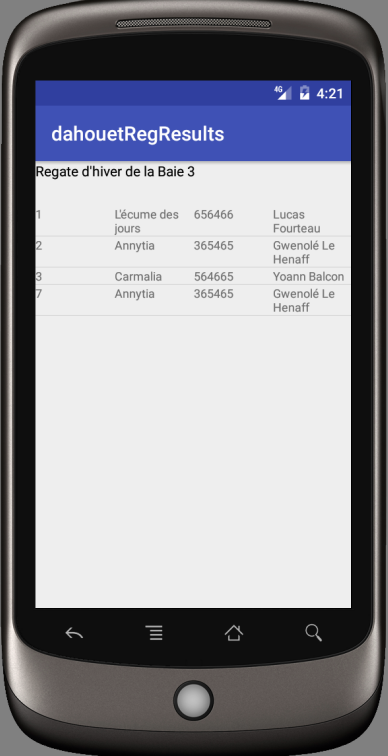 4G 4:21
dahouetRegResults
Regate d'hiver de la Baie 3
1 L'écume des jours 656466 Lucas Fourteau
2 Annytia 365465 Gwenolé Le Henaff
3 Carmalia 564665 Yoann Balcon
7 Annytia 365465 Gwenolé Le Henaff